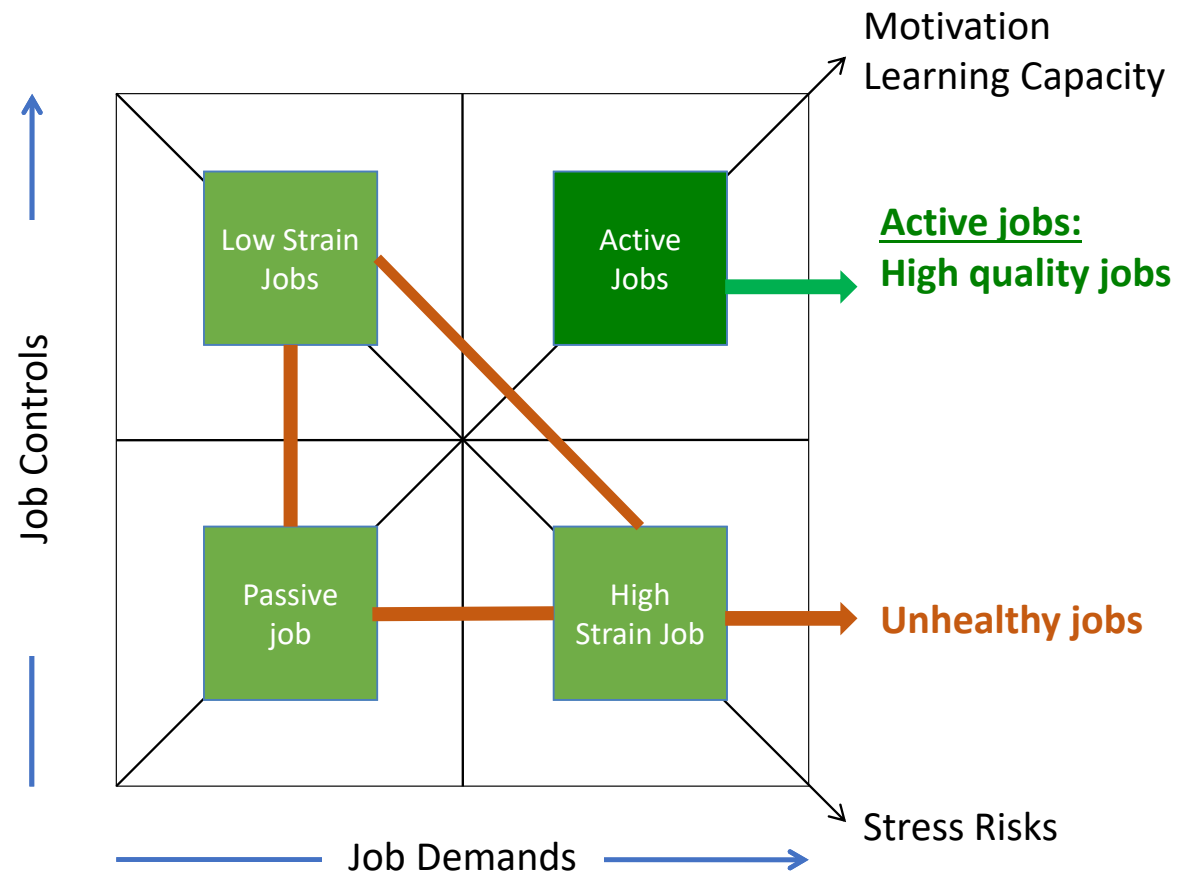 Motivation
Learning Capacity
Low Strain
Jobs
Active
Jobs
Active jobs:
High quality jobs
Job Controls
Passive
job
High
Strain Job
Unhealthy jobs
Stress Risks
Job Demands